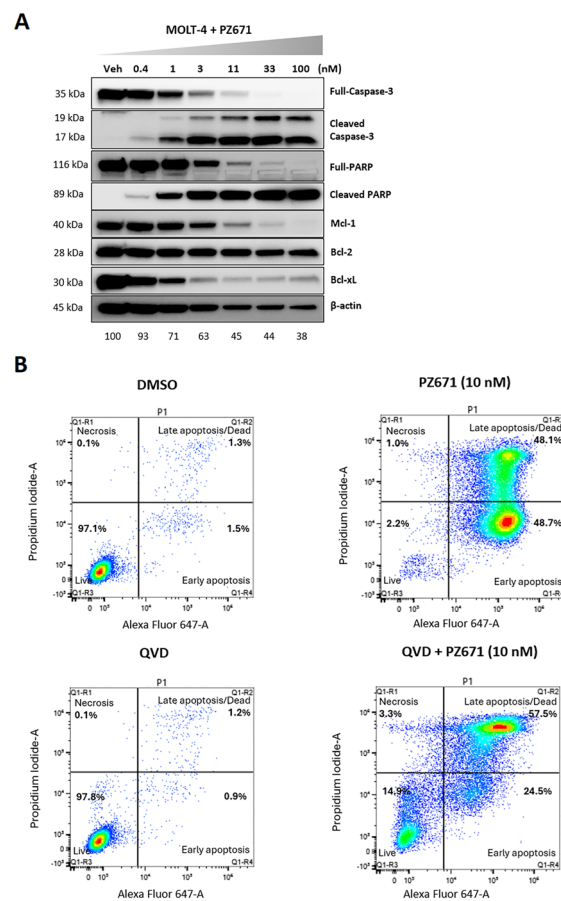 A
MOLT-4 + PZ671
Veh 0.4 1 3 11 33 100 (nM)
35 kDa Full-Caspase-3
19 kDa Cleaved
17 kDa Caspase-3
116 kDa Full-PARP
89 kDa Cleaved PARP
40 kDa Mcl-1
28 kDa Bcl-2
30 kDa Bcl-xL
45 kDa β-actin
100 93 71 63 45 44 38
B
DMSO
P1
Q1-R1 Q1-R2
Necrosis Late apoptosis/Dead
0.1% 1.3%
97.1% 1.5%
Live Early apoptosis
Q1-R3 Q1-R4
Propidium Iodide-A
Alexa Fluor 647-A
PZ671 (10 nM)
P1
Q1-R1
Necrosis Late apoptosis/Dead
1.0% 48.1%
2.2% 48.7%
Live Early apoptosis
Q1-R3
Propidium Iodide-A
Alexa Fluor 647-A
QVD
P1
Q1-R1 Q1-R2
Necrosis Late apoptosis/Dead
0.1% 1.2%
97.8% 0.9%
Live Early apoptosis
Q1-R3 Q1-R4
Propidium Iodide-A
Alexa Fluor 647-A
QVD + PZ671 (10 nM)
P1
Q1-R1 Q1-R2
Necrosis Late apoptosis/Dead
3.3% 57.5%
14.9% 24.5%
Live Early apoptosis
Q1-R3 Q1-R4
Propidium Iodide-A
Alexa Fluor 647-A